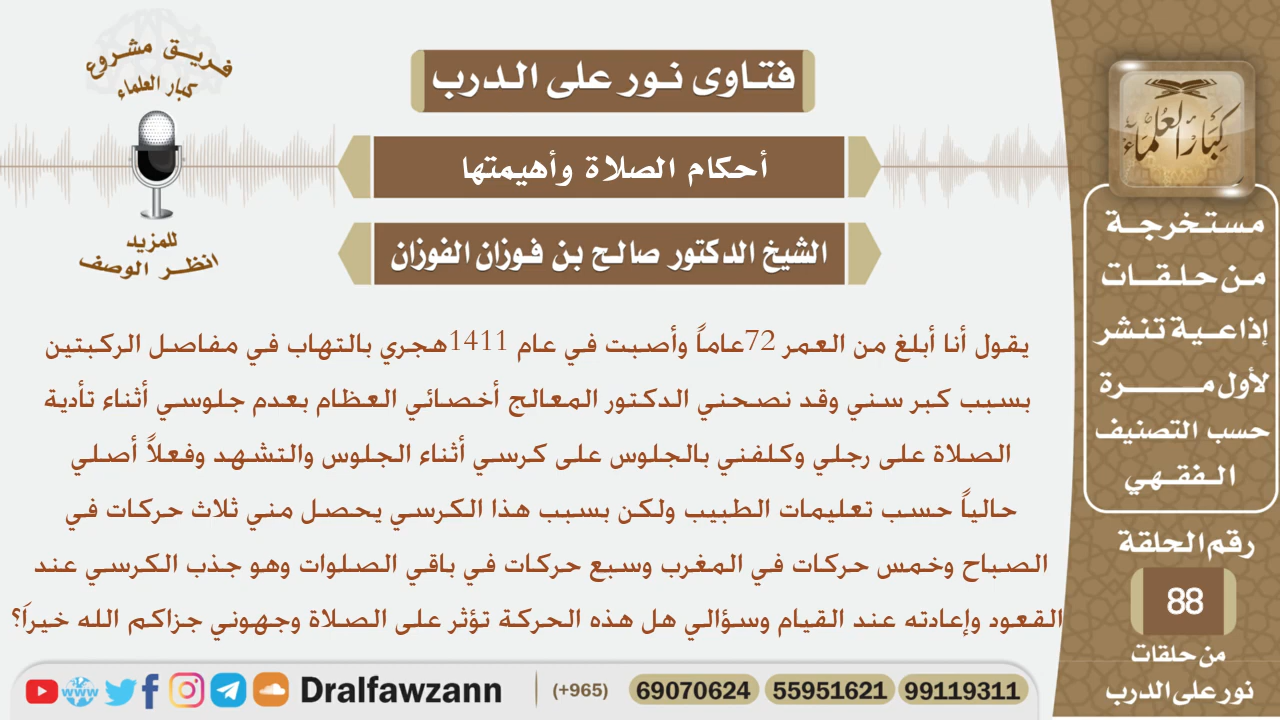 فتاوى نور على الدرب
أحكام الصلاة وأهيمتها
الشيخ الدكتور صالح بن فوزان الفوزان
فريق مشروع
كبار العلماء
للمزيد
انظر الوصف
يقول أنا أبلغ من العمر 72عاماً وأصبت في عام 1411هجري بالتهاب في مفاصل الركبتين
بسبب كبر سني وقد نصحني الدكتور المعالج أخصائي العظام بعدم جلوسي أثناء تأدية
الصلاة على رجلي وكلفني بالجلوس على كرسي أثناء الجلوس والتشهد وفعلاً أصلي
حالياً حسب تعليمات الطبيب ولكن بسبب هذا الكرسي يحصل مني ثلاث حركات في
الصباح وخمس حركات في المغرب وسبع حركات في باقي الصلوات وهو جذب الكرسي عند
القعود وإعادته عند القيام وسؤالي هل هذه الحركة تؤثر على الصلاة وجهوني جزاكم الله خيراً؟
كبار العلماء
مستخرجة
من حلقات
إذاعية تنشر
لأول مرة
حسب التصنيف
الفقهي
رقم الحلقة
88
من حلقات
نور على الدرب
www Dralfawzann (+965) 69070624 55951621 99119311